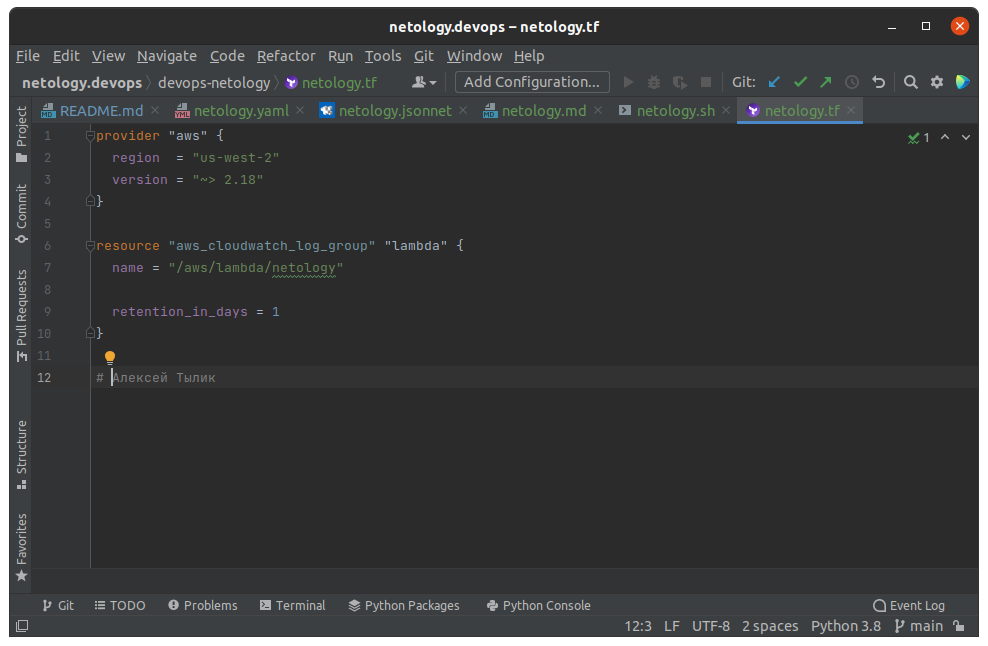 netology.devops – netology.tf
File Edit View Navigate Code Refactor Run Tools Git Window Help
netology.devops devops-netology netology.tf Add Configuration... Git:
README.md netology.yaml netology.jsonnet netology.md netology.sh netology.tf
Project
Commit
Pull Requests
Structure
Favorites
1 provider "aws" {
2 region = "us-west-2"
3 version = "~> 2.18"
4 }
5
6 resource "aws_cloudwatch_log_group" "lambda" {
7 name = "/aws/lambda/netology"
8
9 retention_in_days = 1
10 }
11
12 # Алексей Тылик
1
Git TODO Problems Terminal Python Packages Python Console Event Log
12:3 LF UTF-8 2 spaces Python 3.8 main